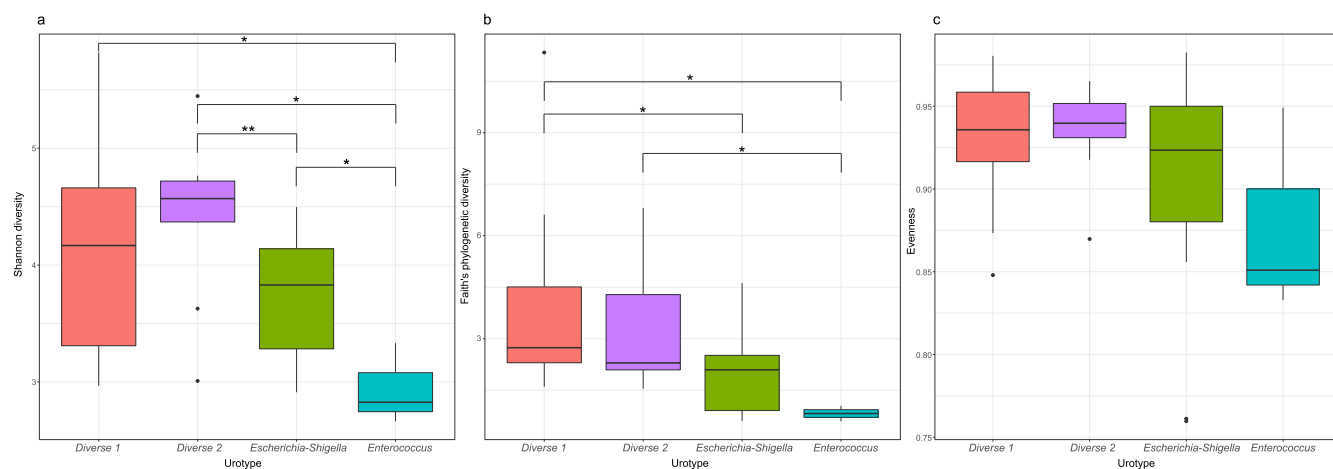 a
Shannon diversity
5
4
3
*
*
**
*
Diverse 1 Diverse 2 Escherichia-Shigella Enterococcus
Urotype
b
Faith's phylogenetic diversity
9
6
3
*
*
*
Diverse 1 Diverse 2 Escherichia-Shigella Enterococcus
Urotype
c
Evenness
0.95
0.90
0.85
0.80
0.75
Diverse 1 Diverse 2 Escherichia-Shigella Enterococcus
Urotype